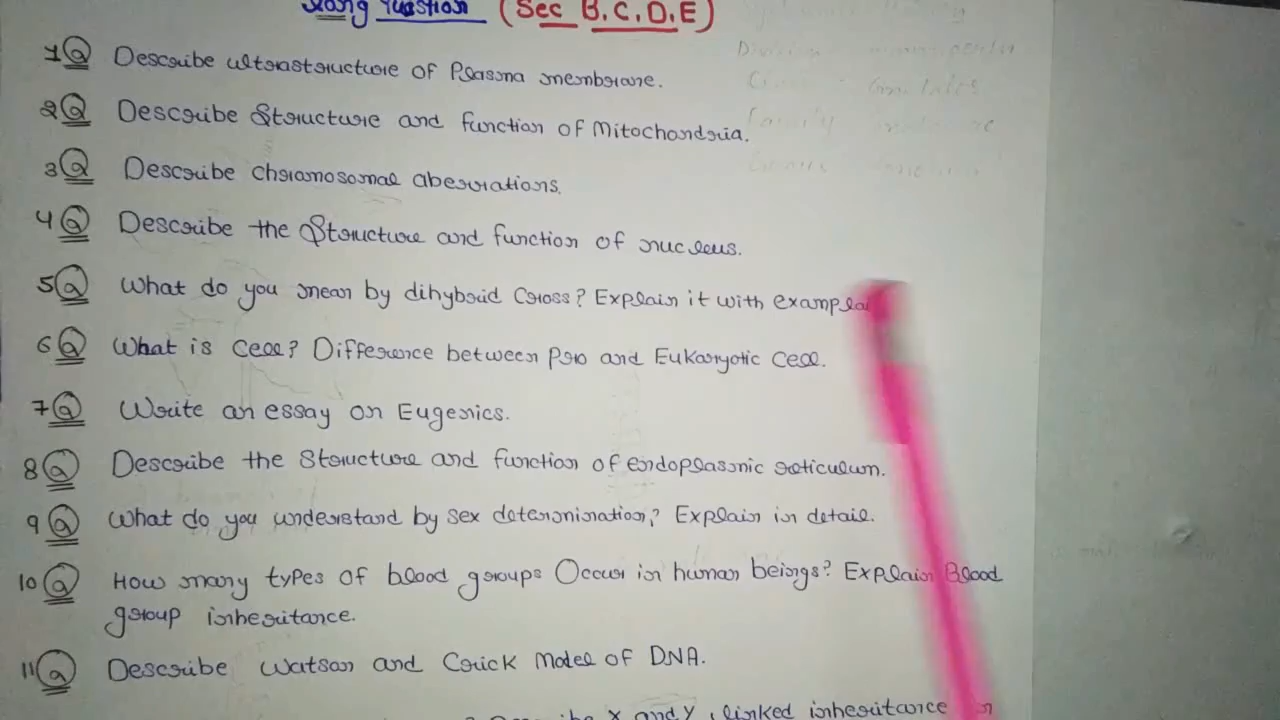 Long Question (Sec B.C.D.E)
1Q Describe ultrastructure of Plasma membrane.
2Q Describe Structure and function of Mitochondria.
3Q Describe chromosomal aberrations.
4Q Describe the Structure and function of nucleus.
5Q What do you mean by dihybrid Cross? Explain it with example
6Q What is Cell? Difference between Pro and Eukaryotic Cell.
7Q Write an essay on Eugenics.
8Q Describe the Structure and function of endoplasmic reticulum.
9Q What do you understand by sex determination? Explain in detail.
10Q How many types of blood groups Occur in human beings? Explain Blood
group inheritance.
11Q Describe Watson and Crick Model of DNA.
X and Y linked inheritance